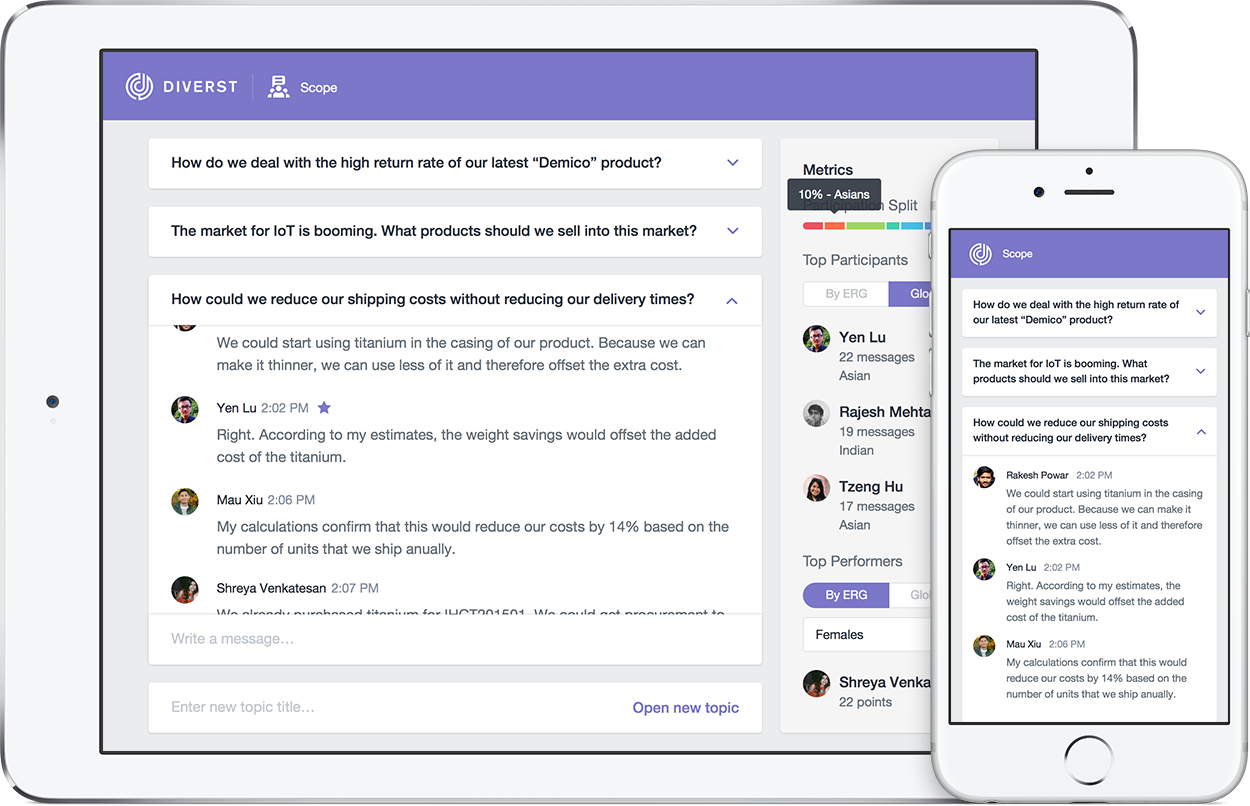 DIVERST
Scope
How do we deal with the high return rate of our latest “Demico” product?
The market for IoT is booming. What products should we sell into this market?
How could we reduce our shipping costs without reducing our delivery times?
We could start using titanium in the casing of our product. Because we can
make it thinner, we can use less of it and therefore offset the extra cost.
Yen Lu 2:02 PM
Right. According to my estimates, the weight savings would offset the added
cost of the titanium.
Mau Xiu 2:06 PM
My calculations confirm that this would reduce our costs by 14% based on the
number of units that we ship anually.
Shreya Venkatesan 2:07 PM
We already purchased titanium for IHCT201501. We could get procurement to
Write a message…
Enter new topic title…
Open new topic
Metrics
10% - Asians
Participation Split
Top Participants
By ERG
Glo
Yen Lu
22 messages
Asian
Rajesh Mehta
19 messages
Indian
Tzeng Hu
17 messages
Asian
Top Performers
By ERG
Glo
Females
Shreya Venka
22 points
Scope
How do we deal with the high return rate of
our latest “Demico” product?
The market for IoT is booming. What
products should we sell into this market?
How could we reduce our shipping costs
without reducing our delivery times?
Rakesh Powar 2:02 PM
We could start using titanium in the casing
of our product. Because we can make it
thinner, we can use less of it and therefore
offset the extra cost.
Yen Lu 2:02 PM
Right. According to my estimates, the
weight savings would offset the added
cost of the titanium.
Mau Xiu 2:06 PM
My calculations confirm that this would
reduce our costs by 14% based on the
number of units that we ship anually.